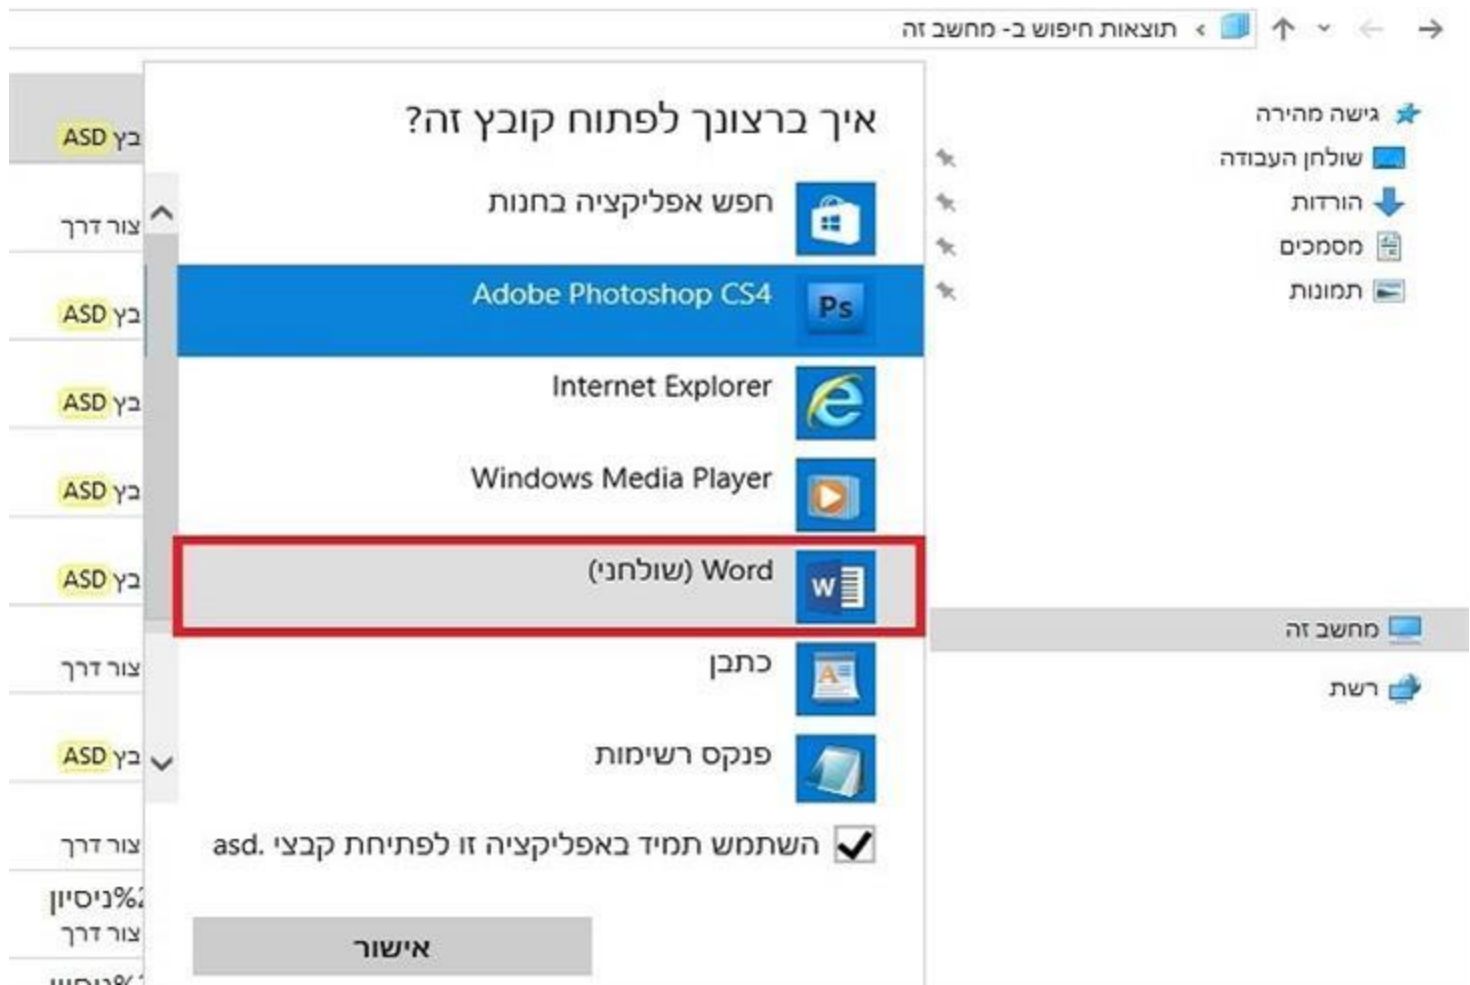 תוצאות חיפוש ב- מחשב זה
גישה מהירה
שולחן העבודה
הורדות
מסמכים
תמונות
מחשב זה
רשת
איך ברצונך לפתוח קובץ זה?
חפש אפליקציה בחנות
Adobe Photoshop CS4
Ps
Internet Explorer
Windows Media Player
Word (שולחני)
W
כתבן
A
פנקס רשימות
השתמש תמיד באפליקציה זו לפתיחת קבצי .asd
אישור
בץ ASD
צור דרך
בץ ASD
בץ ASD
בץ ASD
בץ ASD
צור דרך
בץ ASD
צור דרך
%ניסיון
צור דרך